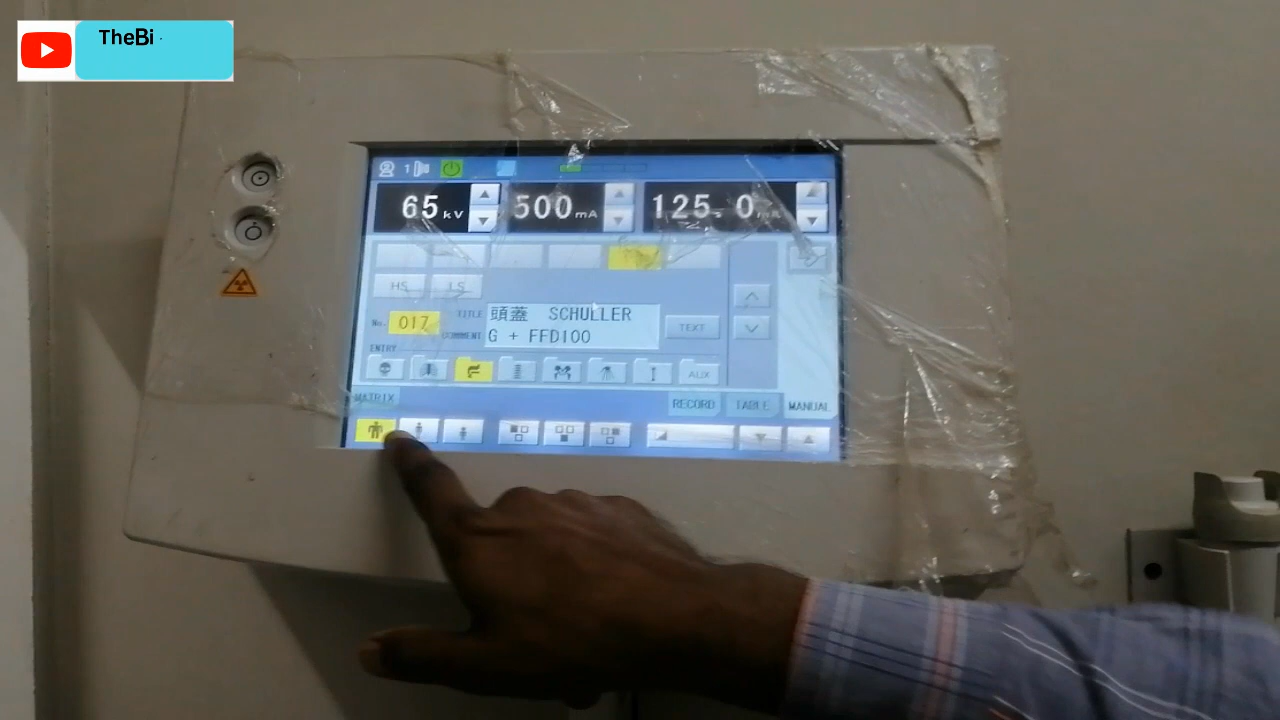 TheBi
1
65 kV
500 mA
125.0
HS LS
No. 017
TITLE 頭蓋 SCHULLER
COMMENT G + FFD100
TEXT
ENTRY
AUX
MATRIX
RECORD TABLE MANUAL